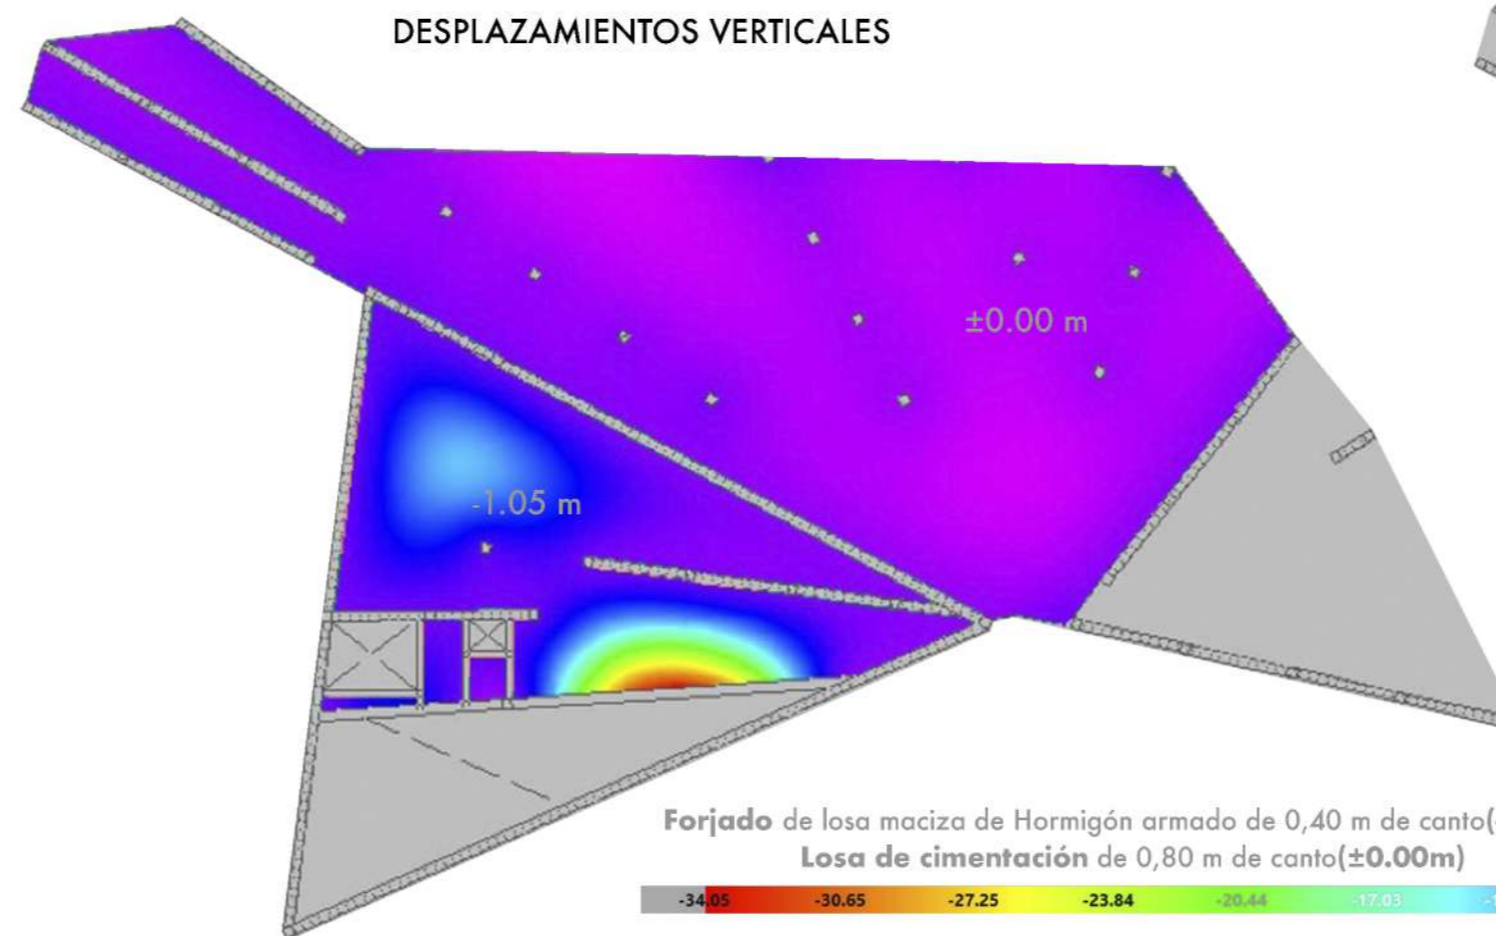 DESPLAZAMIENTOS VERTICALES
±0.00 m
-1.05 m
Forjado de losa maciza de Hormigón armado de 0,40 m de canto(
Losa de cimentación de 0,80 m de canto(±0.00m)
-34.05 -30.65 -27.25 -23.84 -20.44 -17.03